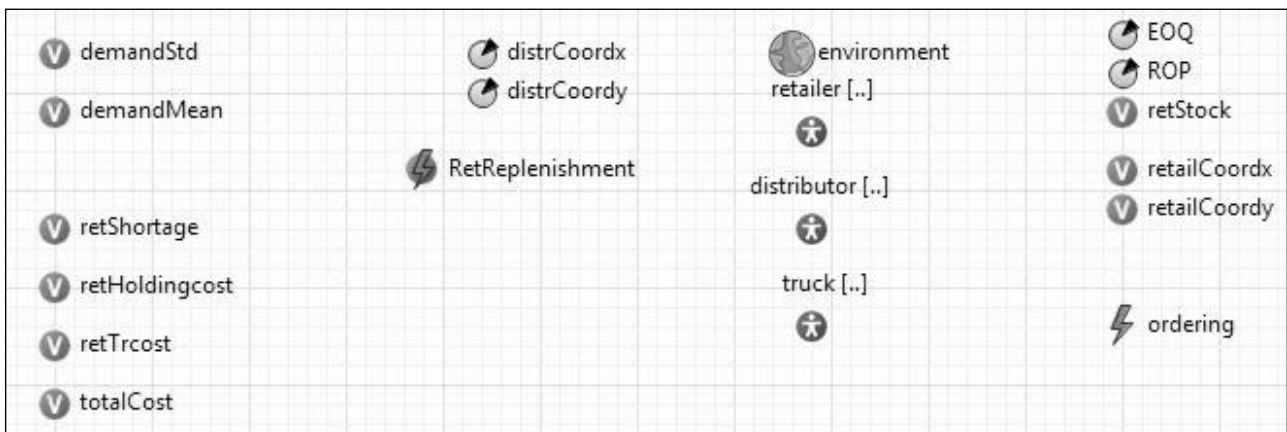 demandStd
demandMean
retShortage
retHoldingcost
retTrcost
totalCost
distrCoordx
distrCoordy
RetReplenishment
environment
retailer [..]
distributor [..]
truck [..]
EOQ
ROP
retStock
retailCoordx
retailCoordy
ordering